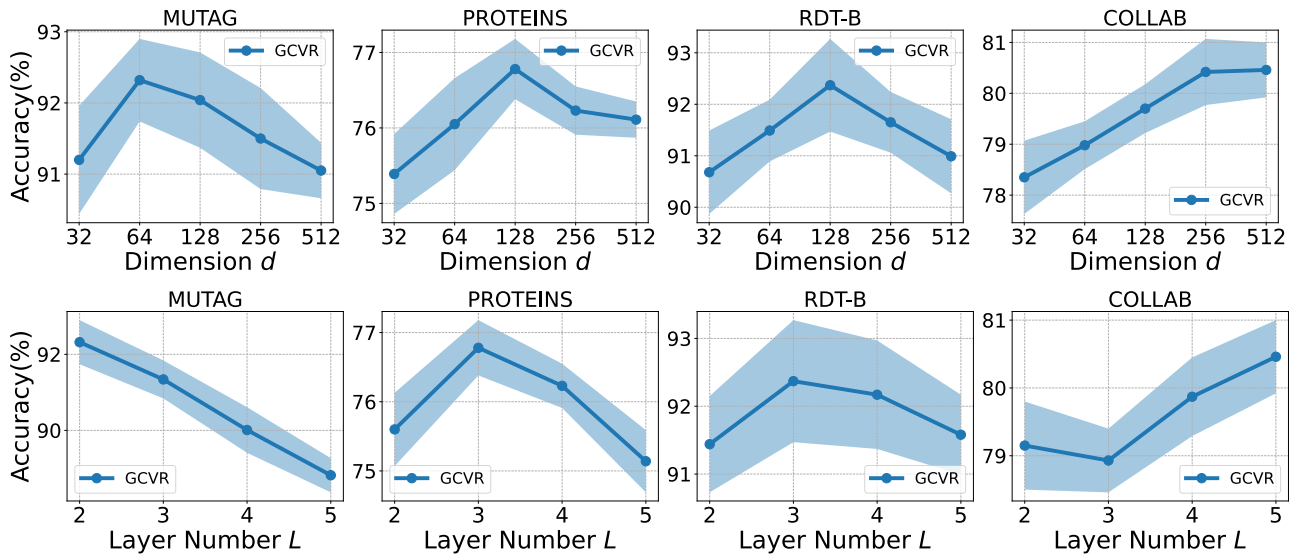 MUTAG
Accuracy(%)
93
92
91
GCVR
32 64 128 256 512
Dimension d
PROTEINS
77
76
75
GCVR
32 64 128 256 512
Dimension d
RDT-B
93
92
91
90
GCVR
32 64 128 256 512
Dimension d
COLLAB
81
80
79
78
GCVR
32 64 128 256 512
Dimension d
MUTAG
Accuracy(%)
92
90
GCVR
2 3 4 5
Layer Number L
PROTEINS
77
76
75
GCVR
2 3 4 5
Layer Number L
RDT-B
93
92
91
GCVR
2 3 4 5
Layer Number L
COLLAB
81
80
79
GCVR
2 3 4 5
Layer Number L